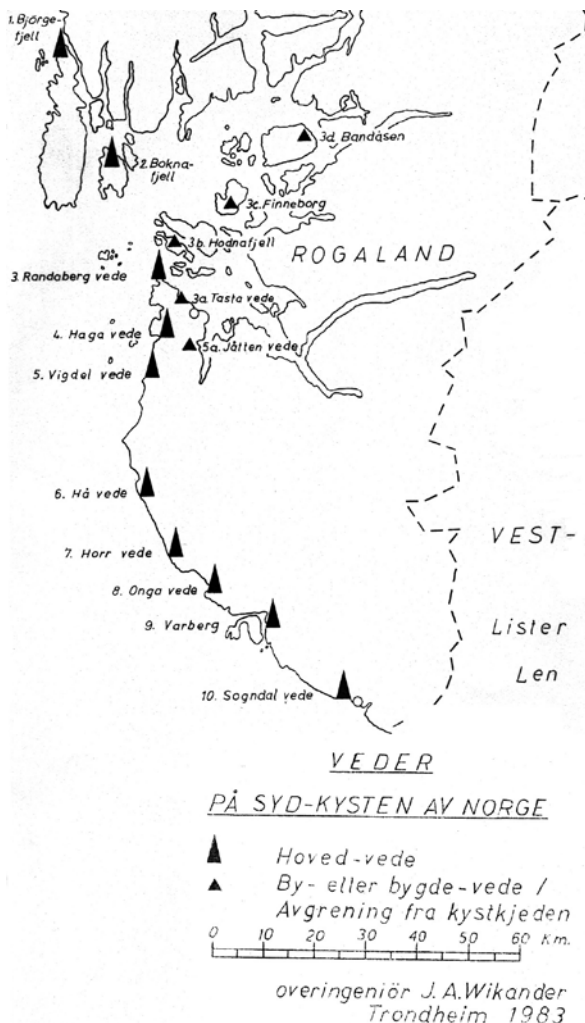 1. Björge-
fjell
2. Bokna-
fjell
3d. Bandåsen
3c. Finneborg
3b. Hodnafjell
ROGALAND
3. Randaberg vede
3a. Tasta vede
4. Haga vede
5a. Jåtten vede
5. Vigdel vede
6. Hå vede
7. Horr vede
VEST-
8. Onga vede
9. Varberg
Lister
Len
10. Sogndal vede
VEDER
PÅ SYD-KYSTEN AV NORGE
Hoved-vede
By- eller bygde-vede /
Avgrening fra kystkjeden
0 10 20 30 40 50 60 Km.
overingeniör J.A.Wikander
Trondheim 1983